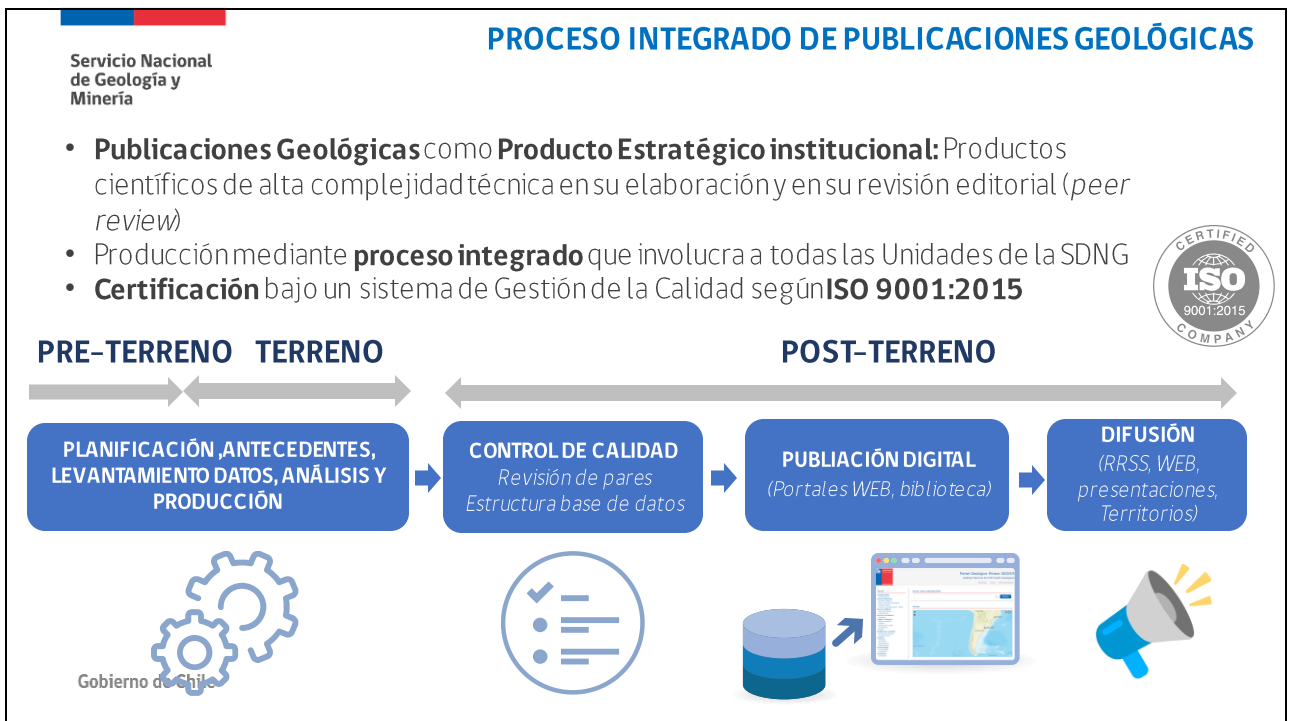 PROCESO INTEGRADO DE PUBLICACIONES GEOLÓGICAS
Servicio Nacional
de Geología y
Minería
• Publicaciones Geológicas como Producto Estratégico institucional: Productos
científicos de alta complejidad técnica en su elaboración y en su revisión editorial (peer
review)
• Producción mediante proceso integrado que involucra a todas las Unidades de la SDNG
• Certificación bajo un sistema de Gestión de la Calidad según ISO 9001:2015
CERTIFIED
ISO
9001:2015
COMPANY
PRE-TERRENO TERRENO
POST-TERRENO
PLANIFICACIÓN ,ANTECEDENTES,
LEVANTAMIENTO DATOS, ANÁLISIS Y
PRODUCCIÓN
CONTROL DE CALIDAD
Revisión de pares
Estructura base de datos
PUBLIACIÓN DIGITAL
(Portales WEB, biblioteca)
DIFUSIÓN
(RRSS, WEB,
presentaciones,
Territorios)
Gobierno de Chile